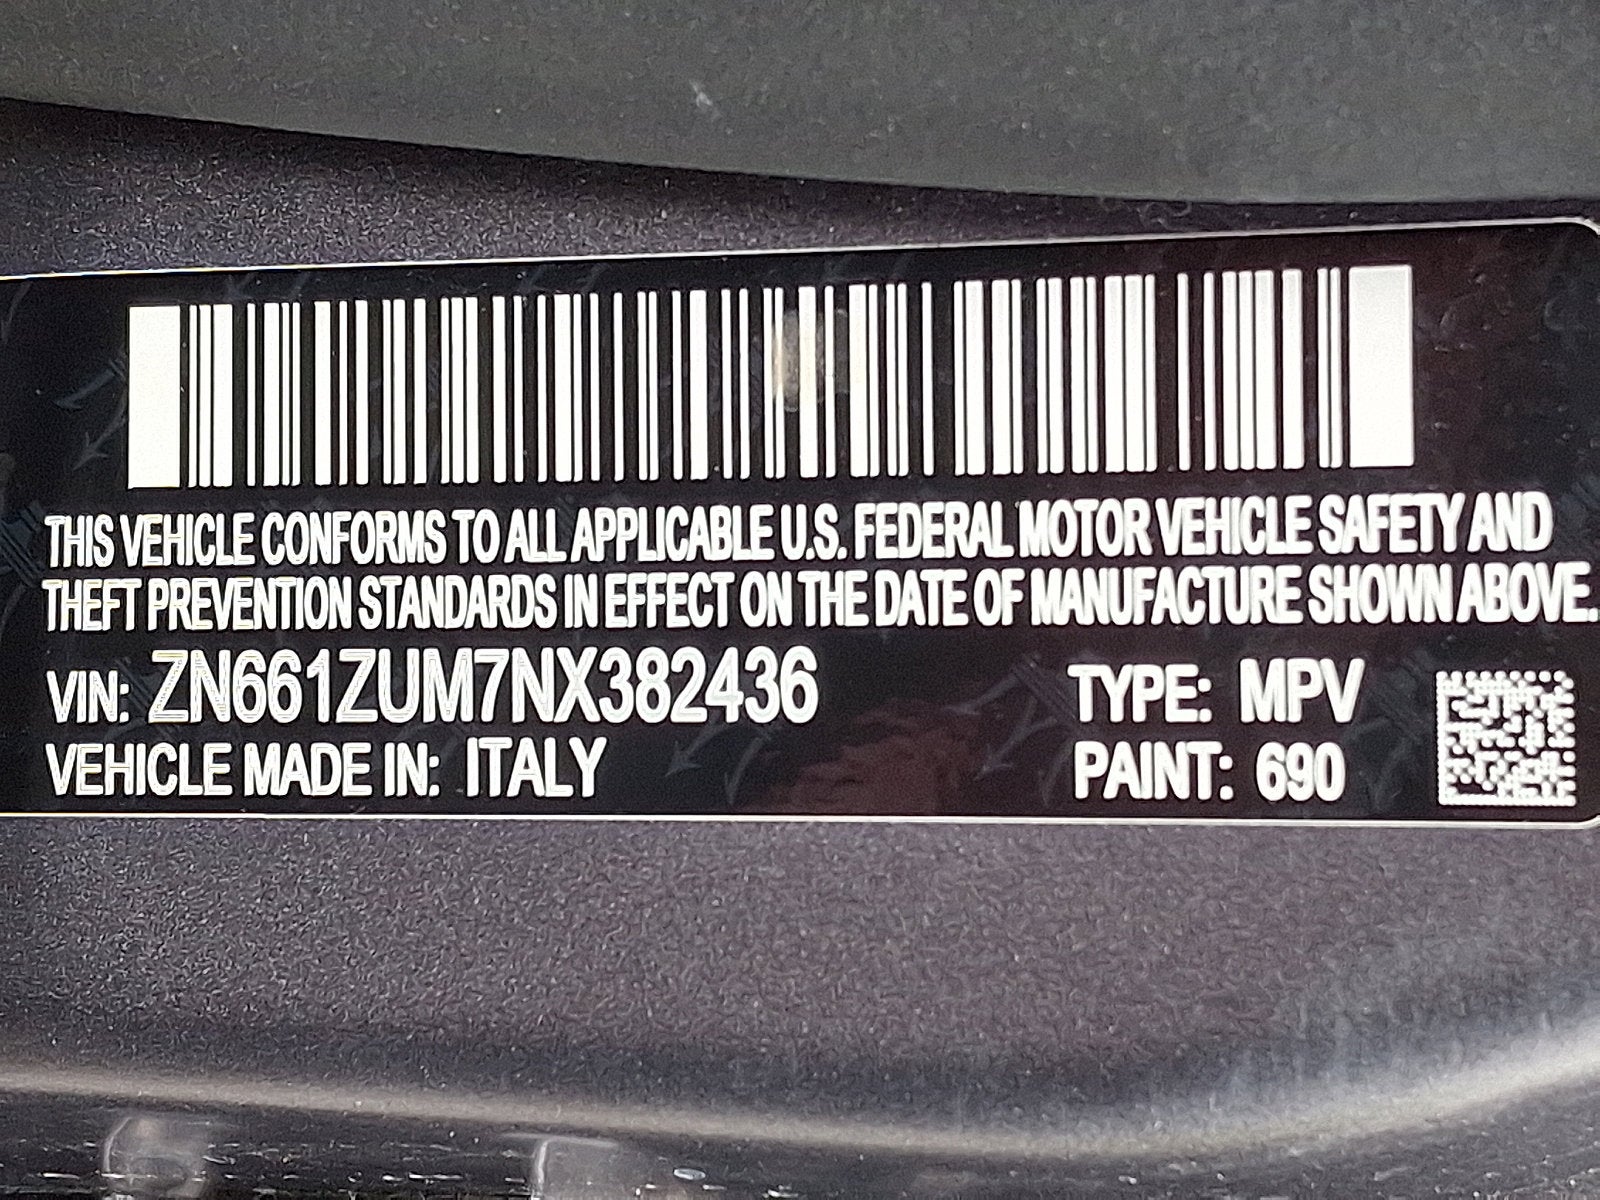 THIS VEHICLE CONFORMS TO ALL APPLICABLE U.S. FEDERAL MOTOR VEHICLE SAFETY AND
THEFT PREVENTION STANDARDS IN EFFECT ON THE DATE OF MANUFACTURE SHOWN ABOVE.
VIN: ZN661ZUM7NX382436 TYPE: MPV
VEHICLE MADE IN: ITALY PAINT: 690